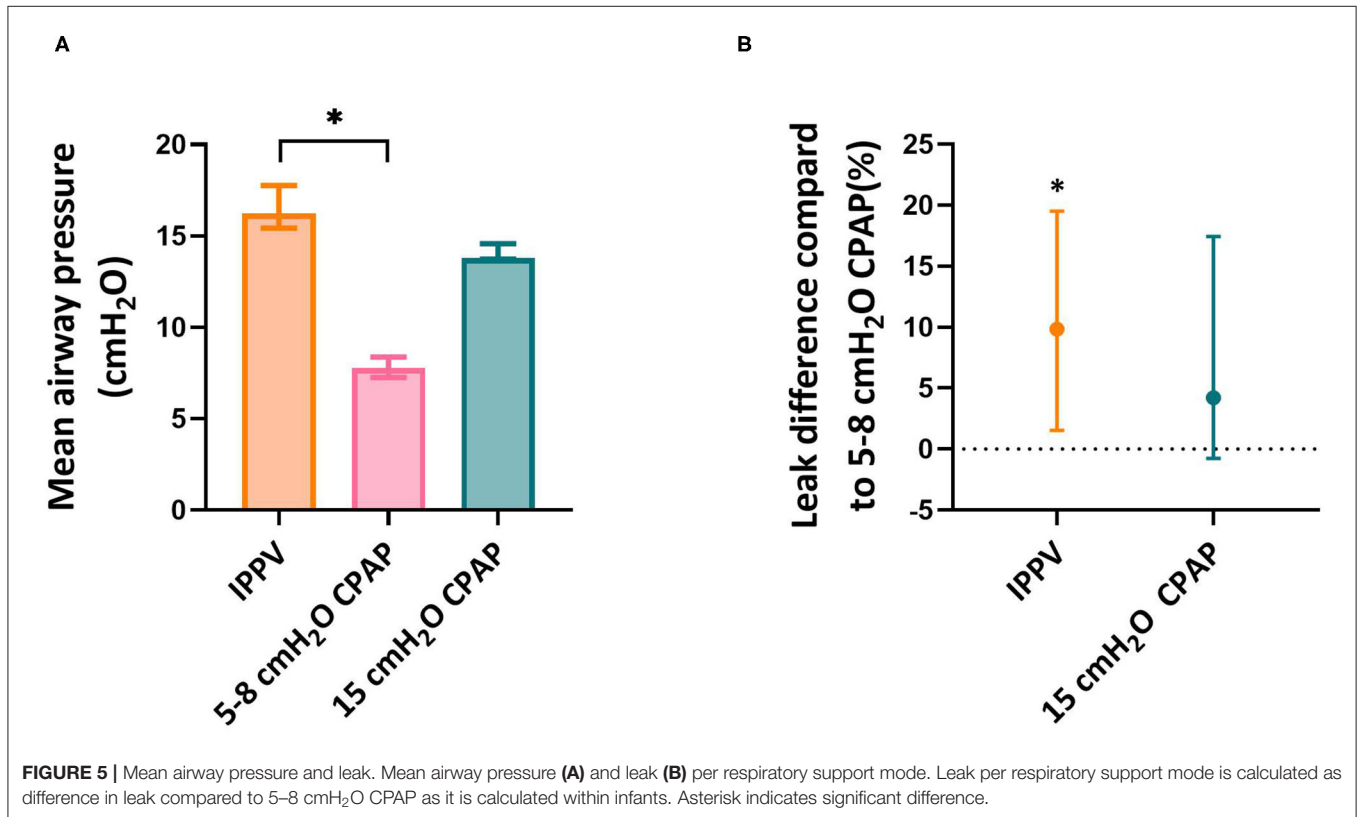 A
Mean airway pressure
(cmH₂O)
20
15
10
5
0
*
IPPV
5-8 cmH₂O CPAP
15 cmH₂O CPAP
B
Leak difference compard
to 5-8 cmH₂O CPAP(%)
25
20
15
10
5
0
-5
*
IPPV
15 cmH₂O CPAP
FIGURE 5 | Mean airway pressure and leak. Mean airway pressure (A) and leak (B) per respiratory support mode. Leak per respiratory support mode is calculated as
difference in leak compared to 5–8 cmH₂O CPAP as it is calculated within infants. Asterisk indicates significant difference.